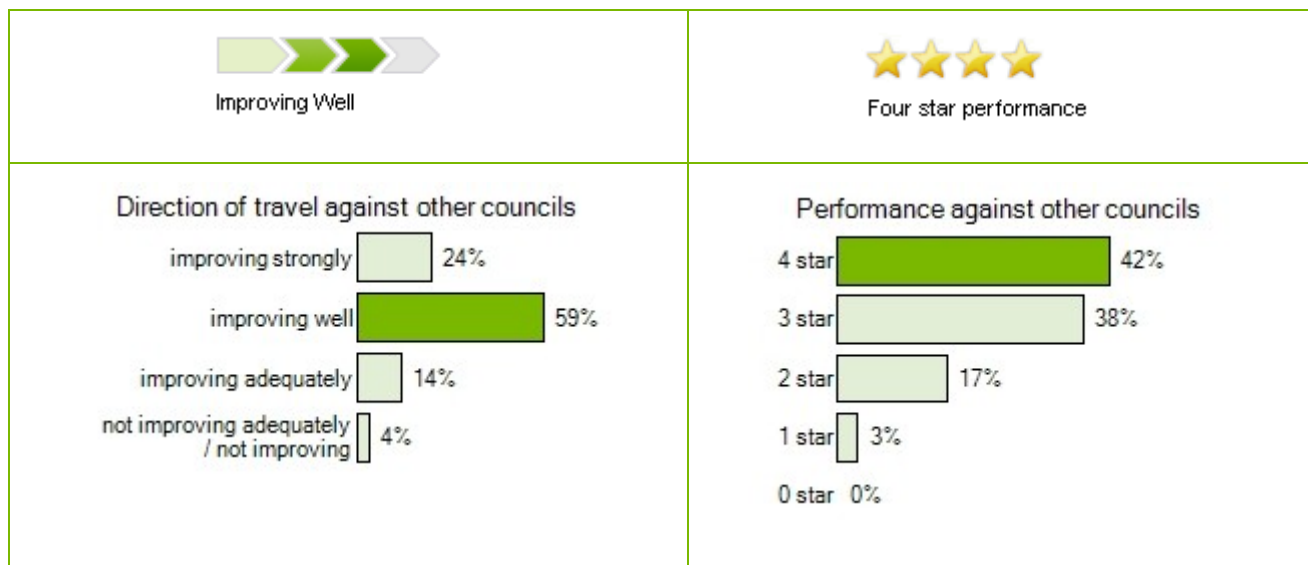 Improving Well
Four star performance
Direction of travel against other councils
improving strongly 24%
improving well 59%
improving adequately 14%
not improving adequately
/ not improving 4%
Performance against other councils
4 star 42%
3 star 38%
2 star 17%
1 star 3%
0 star 0%